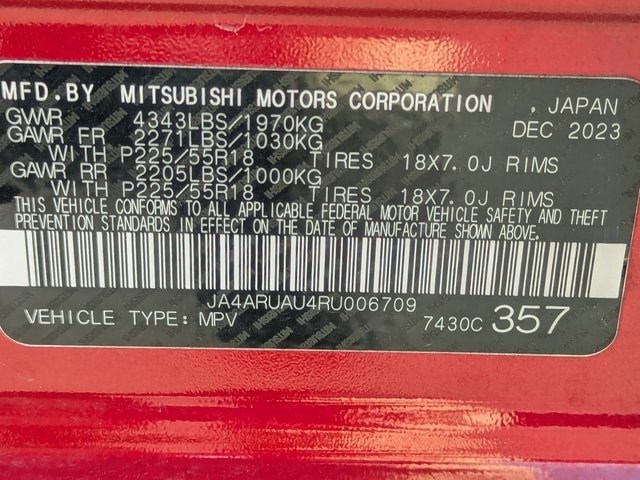 MFD.BY MITSUBISHI MOTORS CORPORATION , JAPAN
GVWR 4343LBS/1970KG DEC 2023
GAWR FR 2271LBS/1030KG
WITH P225/55R18 TIRES 18X7.0J RIMS
GAWR RR 2205LBS/1000KG
WITH P225/55R18 TIRES 18X7.0J RIMS
THIS VEHICLE CONFORMS TO ALL APPLICABLE FEDERAL MOTOR VEHICLE SAFETY AND THEFT
PREVENTION STANDARDS IN EFFECT ON THE DATE OF MANUFACTURE SHOWN ABOVE.
JA4ARUAU4RU006709
VEHICLE TYPE: MPV 7430C 357